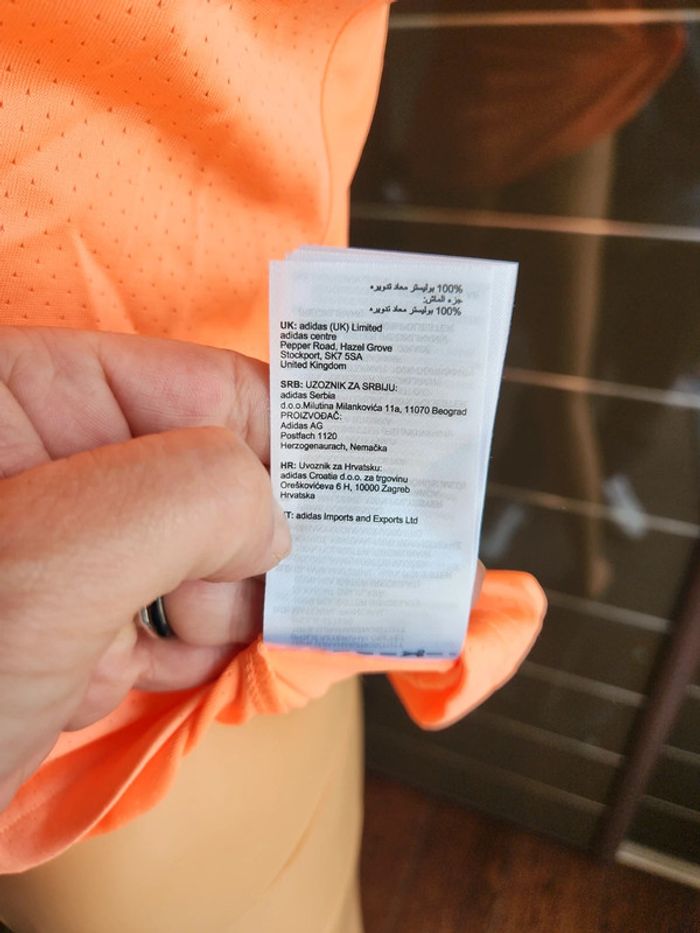 100% بوليستر معاد تدويره
جزء الماش:
100% بوليستر معاد تدويره
UK: adidas (UK) Limited
adidas centre
Pepper Road, Hazel Grove
Stockport, SK7 5SA
United Kingdom
SRB: UZOZNIK ZA SRBIJU:
adidas Serbia
d.o.o.Milutina Milankovića 11a, 11070 Beograd
PROIZVOĐAČ:
Adidas AG
Postfach 1120
Herzogenaurach, Nemačka
HR: Uvoznik za Hrvatsku:
adidas Croatia d.o.o. za trgovinu
Oreškovićeva 6 H, 10000 Zagreb
Hrvatska
adidas Imports and Exports Ltd